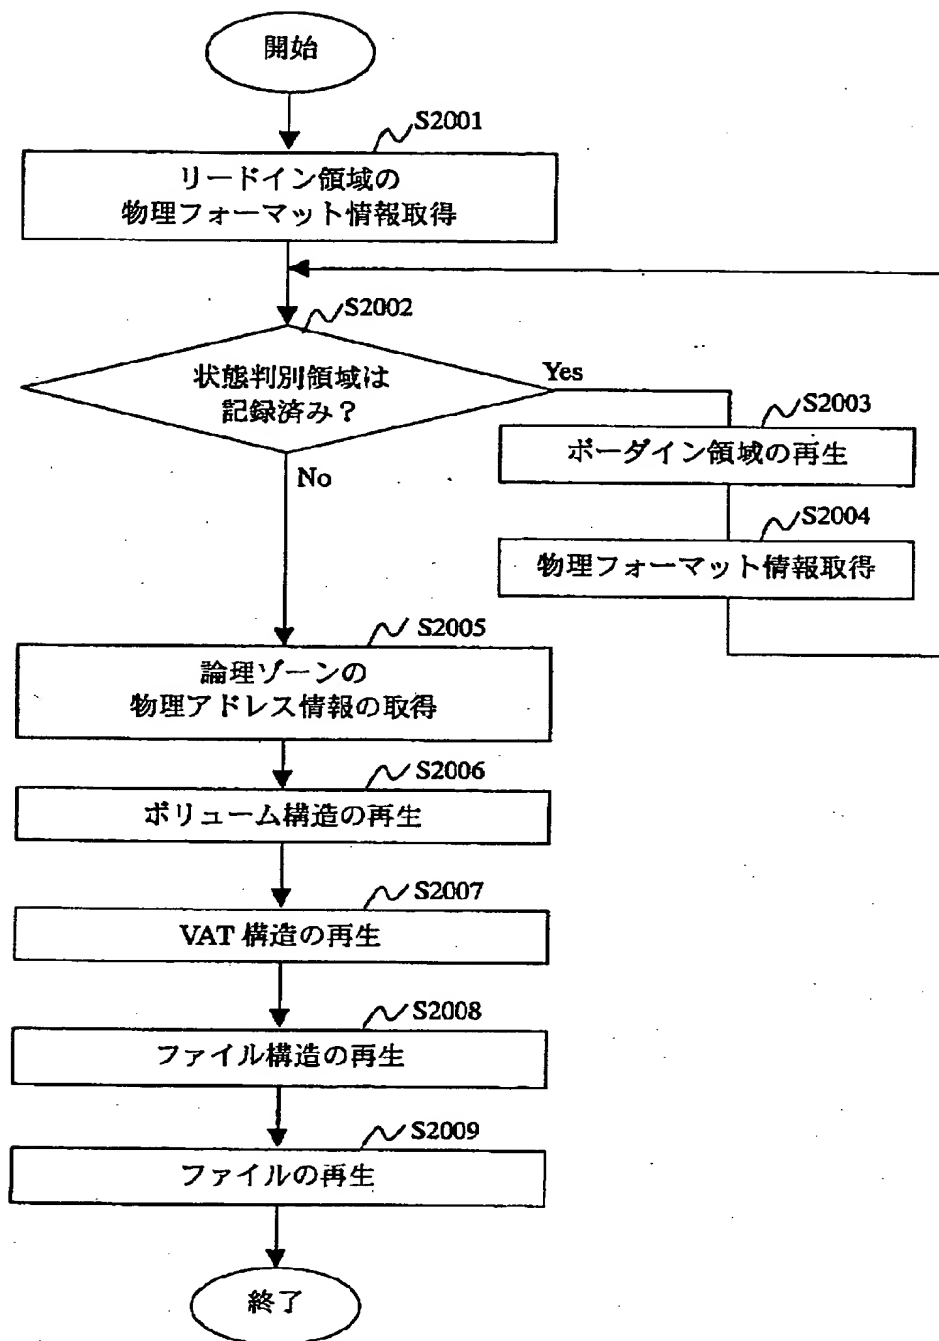 開始
S2001
リードイン領域の
物理フォーマット情報取得
S2002
状態判別領域は
記録済み？
Yes
No
S2003
ボーダイン領域の再生
S2004
物理フォーマット情報取得
S2005
論理ゾーンの
物理アドレス情報の取得
S2006
ボリューム構造の再生
S2007
VAT 構造の再生
S2008
ファイル構造の再生
S2009
ファイルの再生
終了